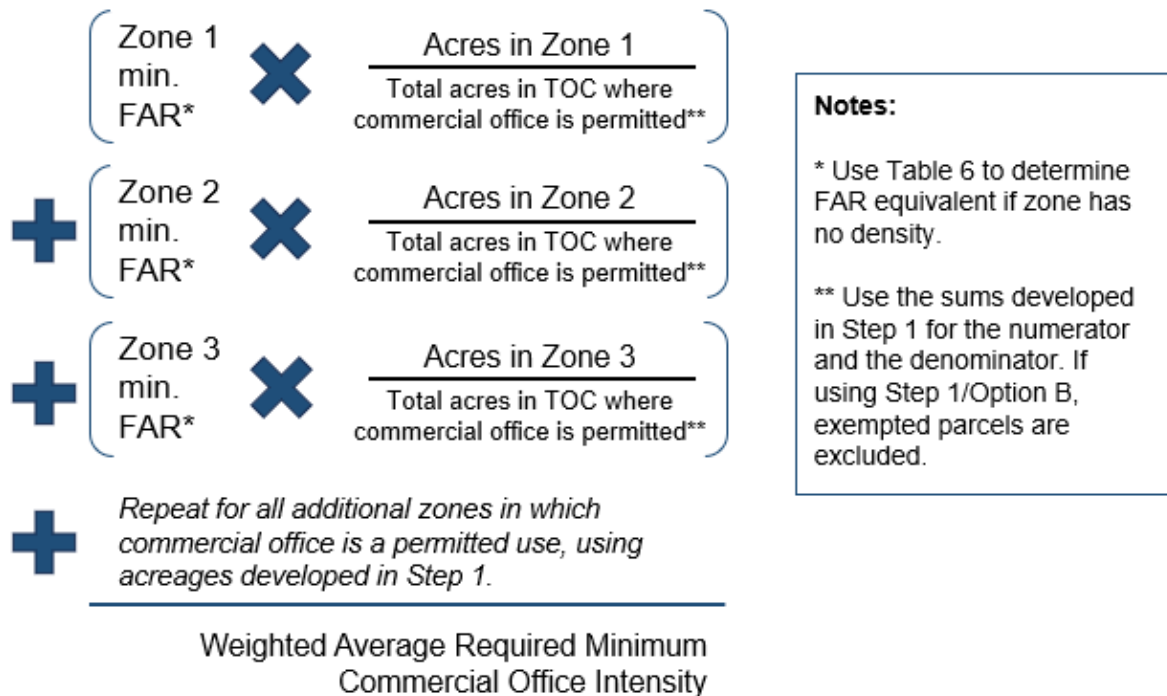 Zone 1
min.
FAR*
Acres in Zone 1
Total acres in TOC where
commercial office is permitted**
Zone 2
min.
FAR*
Acres in Zone 2
Total acres in TOC where
commercial office is permitted**
Zone 3
min.
FAR*
Acres in Zone 3
Total acres in TOC where
commercial office is permitted**
Repeat for all additional zones in which
commercial office is a permitted use, using
acreages developed in Step 1.
Weighted Average Required Minimum
Commercial Office Intensity
Notes:
* Use Table 6 to determine
FAR equivalent if zone has
no density.
** Use the sums developed
in Step 1 for the numerator
and the denominator. If
using Step 1/Option B,
exempted parcels are
excluded.